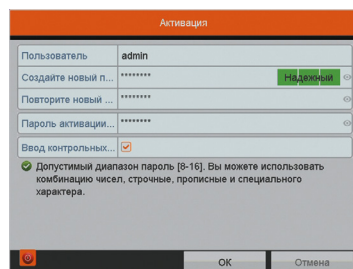 Активация
Пользователь admin
Создайте новый п... ******** Надежный
Повторите новый ... ********
Пароль активации... ********
Ввод контрольных...
Допустимый диапазон пароль [8-16]. Вы можете использовать
комбинацию чисел, строчные, прописные и специального
характера.
OK Отмена